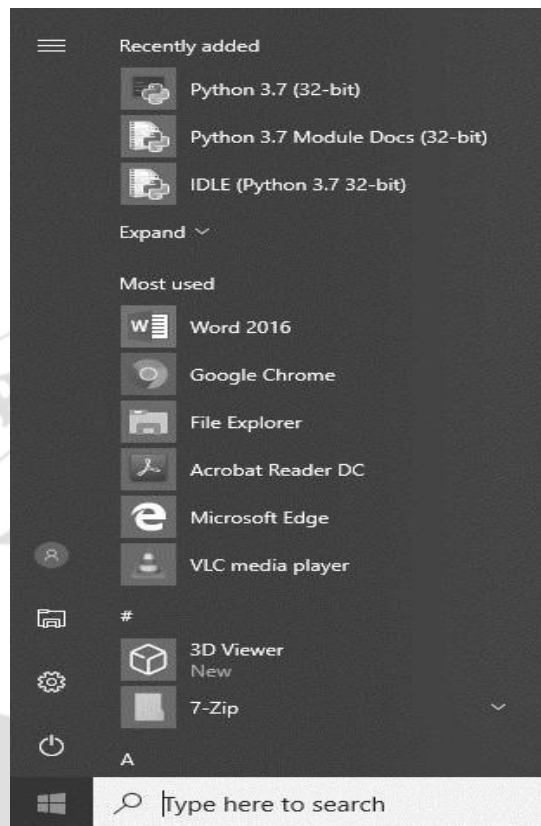 Recently added
Python 3.7 (32-bit)
Python 3.7 Module Docs (32-bit)
IDLE (Python 3.7 32-bit)
Expand
Most used
Word 2016
Google Chrome
File Explorer
Acrobat Reader DC
Microsoft Edge
VLC media player
#
3D Viewer
New
7-Zip
A
Type here to search